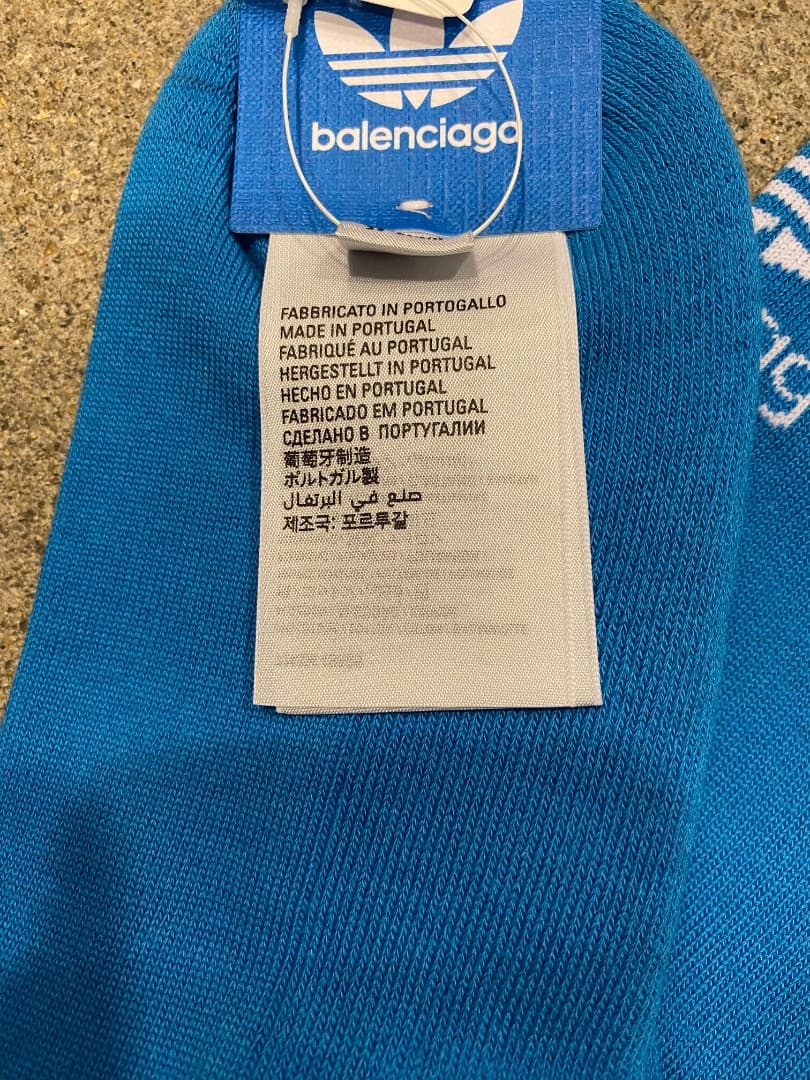 balenciaga
FABBRICATO IN PORTOGALLO
MADE IN PORTUGAL
FABRIQUÉ AU PORTUGAL
HERGESTELLT IN PORTUGAL
HECHO EN PORTUGAL
FABRICADO EM PORTUGAL
СДЕЛАНО В ПОРТУГАЛИИ
葡萄牙制造
ポルトガル製
صنع في البرتغال
제조국: 포르투갈